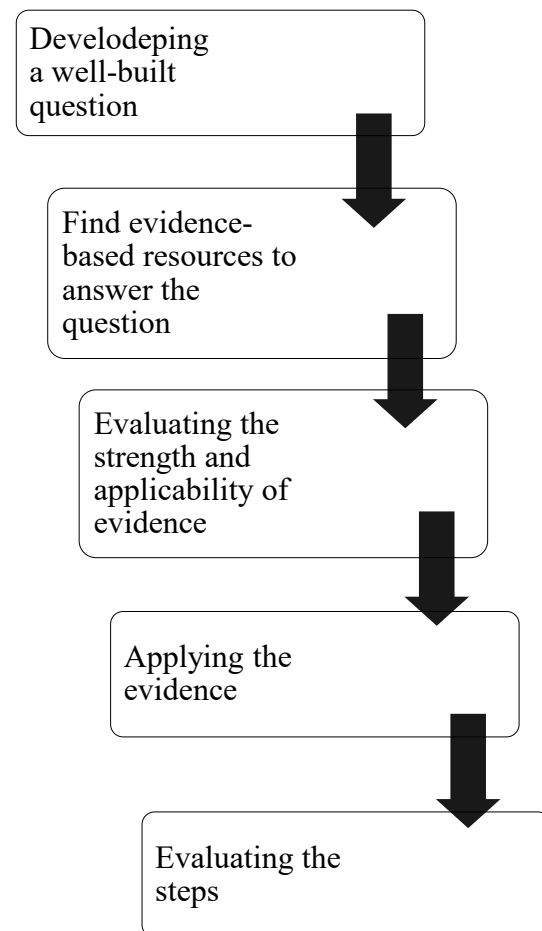 Develodeping
a well-built
question
Find evidence-
based resources to
answer the
question
Evaluating the
strength and
applicability of
evidence
Applying the
evidence
Evaluating the
steps